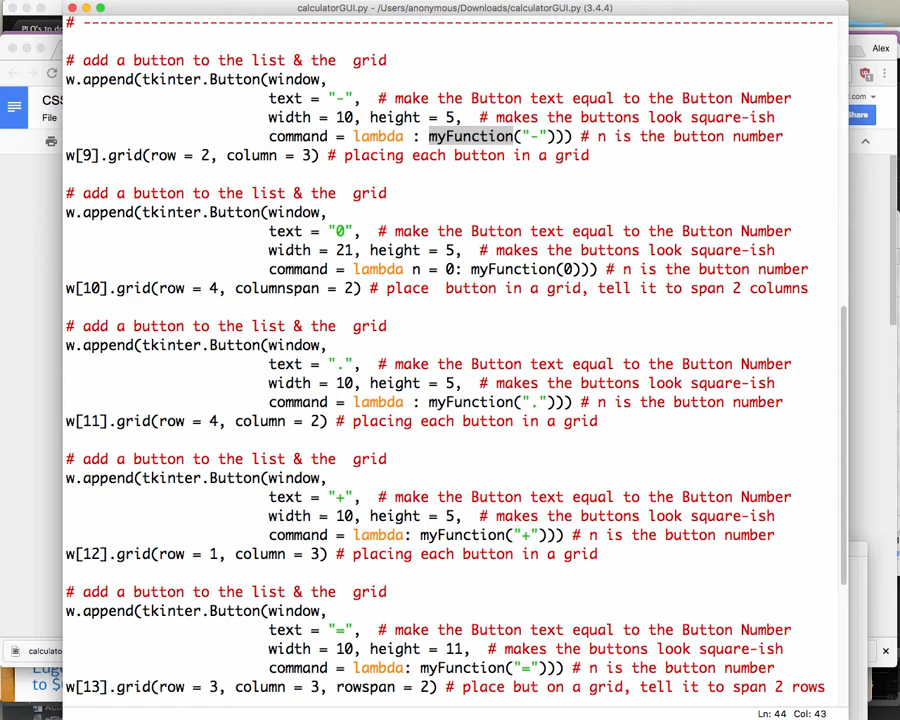 calculatorGUI.py - /Users/anonymous/Downloads/calculatorGUI.py (3.4.4)
PLO's to d
Alex
CSS
File
.com
Share
# ------------------------------------------------------------------------------------------
# add a button to the list & the  grid
w.append(tkinter.Button(window,
text = "-",  # make the Button text equal to the Button Number
width = 10, height = 5,  # makes the buttons look square-ish
command = lambda : myFunction("-"))) # n is the button number
w[9].grid(row = 2, column = 3) # placing each button in a grid
# add a button to the list & the  grid
w.append(tkinter.Button(window,
text = "0",  # make the Button text equal to the Button Number
width = 21, height = 5,  # makes the buttons look square-ish
command = lambda n = 0: myFunction(0))) # n is the button number
w[10].grid(row = 4, columnspan = 2) # place  button in a grid, tell it to span 2 columns
# add a button to the list & the  grid
w.append(tkinter.Button(window,
text = ".",  # make the Button text equal to the Button Number
width = 10, height = 5,  # makes the buttons look square-ish
command = lambda : myFunction("."))) # n is the button number
w[11].grid(row = 4, column = 2) # placing each button in a grid
# add a button to the list & the  grid
w.append(tkinter.Button(window,
text = "+",  # make the Button text equal to the Button Number
width = 10, height = 5,  # makes the buttons look square-ish
command = lambda: myFunction("+"))) # n is the button number
w[12].grid(row = 1, column = 3) # placing each button in a grid
# add a button to the list & the  grid
w.append(tkinter.Button(window,
text = "=",  # make the Button text equal to the Button Number
width = 10, height = 11,  # makes the buttons look square-ish
command = lambda: myFunction("="))) # n is the button number
w[13].grid(row = 3, column = 3, rowspan = 2) # place but on a grid, tell it to span 2 rows
calculato
to $
Ln: 44 Col: 43